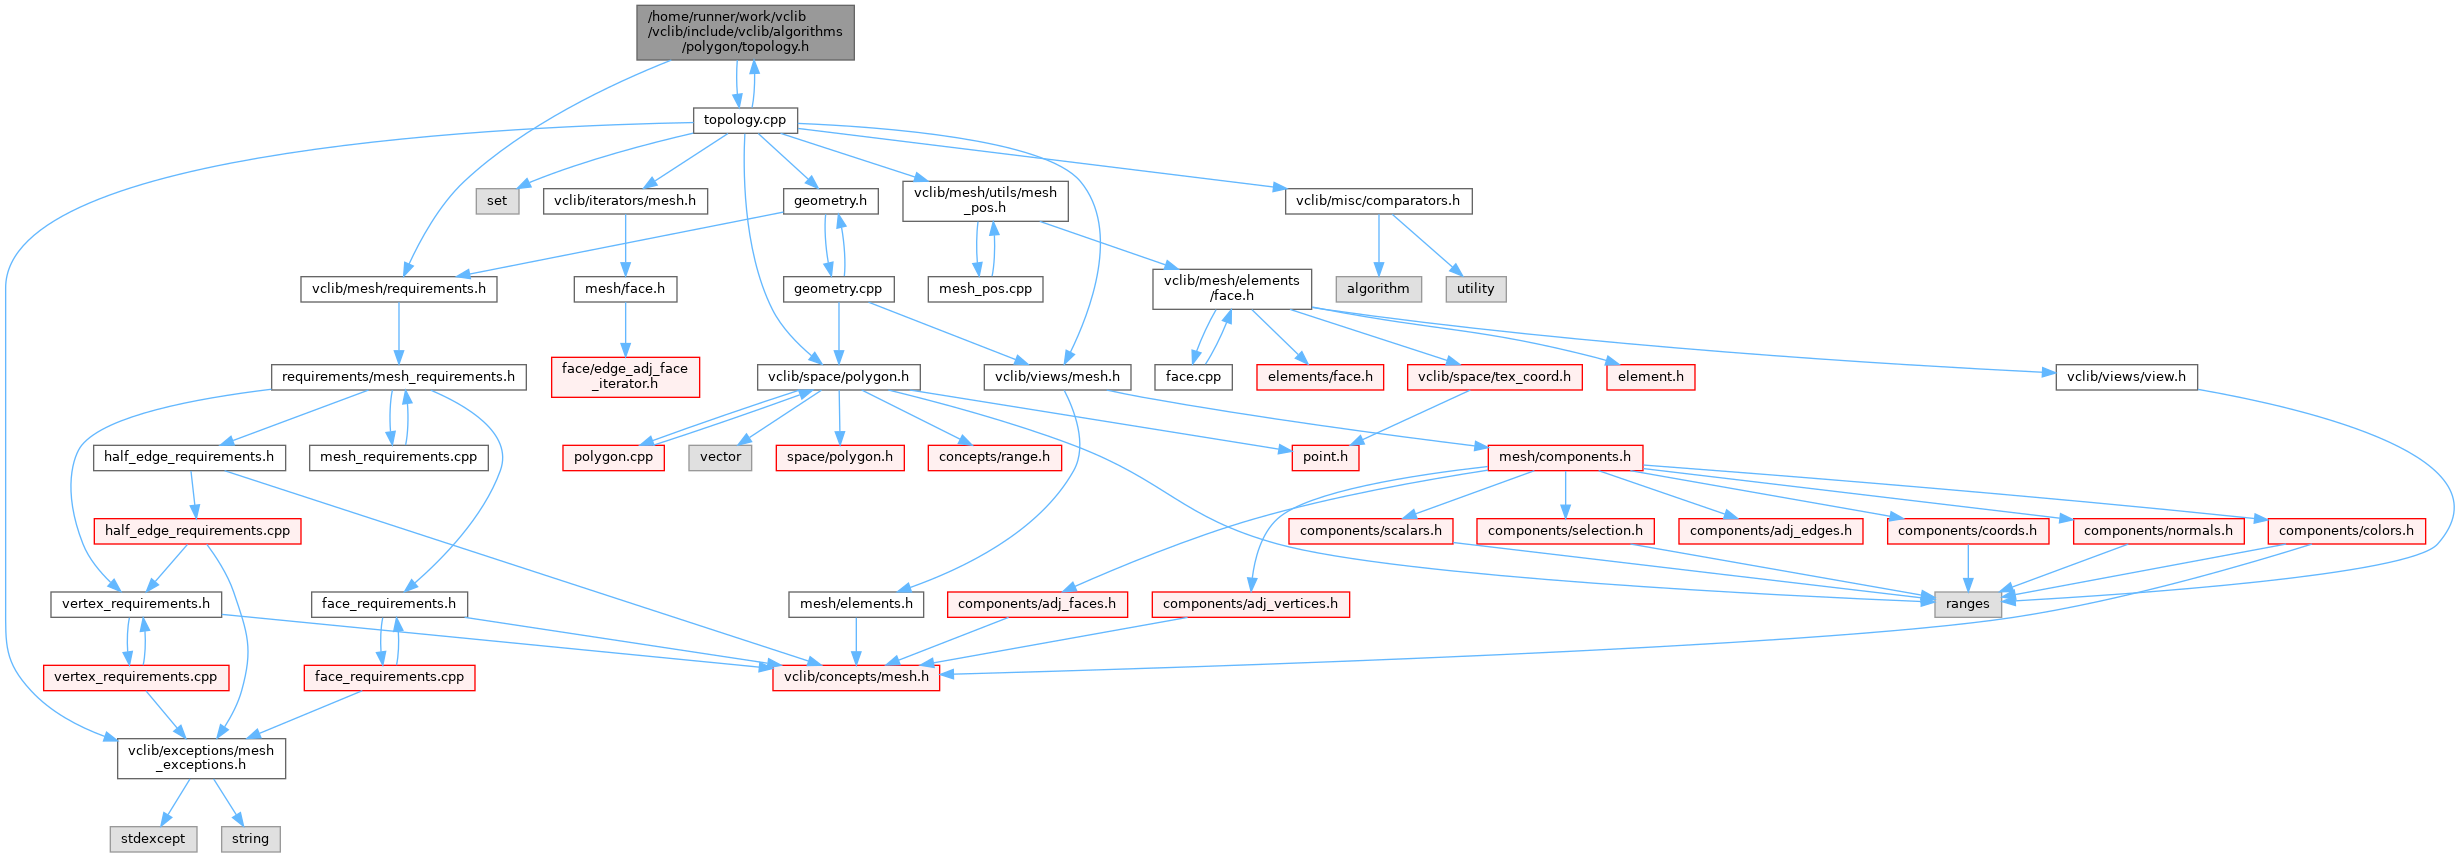 /home/runner/work/vclib
/vclib/include/vclib/algorithms
/polygon/topology.h
topology.cpp
set
vclib/iterators/mesh.h
geometry.h
vclib/mesh/utils/mesh
_pos.h
vclib/misc/comparators.h
vclib/mesh/requirements.h
mesh/face.h
geometry.cpp
mesh_pos.cpp
vclib/mesh/elements
/face.h
algorithm
utility
requirements/mesh_requirements.h
face/edge_adj_face
_iterator.h
vclib/space/polygon.h
vclib/views/mesh.h
face.cpp
elements/face.h
vclib/space/tex_coord.h
element.h
vclib/views/view.h
half_edge_requirements.h
mesh_requirements.cpp
polygon.cpp
vector
space/polygon.h
concepts/range.h
point.h
mesh/components.h
half_edge_requirements.cpp
components/scalars.h
components/selection.h
components/adj_edges.h
components/coords.h
components/normals.h
components/colors.h
vertex_requirements.h
face_requirements.h
mesh/elements.h
components/adj_faces.h
components/adj_vertices.h
ranges
vertex_requirements.cpp
face_requirements.cpp
vclib/concepts/mesh.h
vclib/exceptions/mesh
_exceptions.h
stdexcept
string